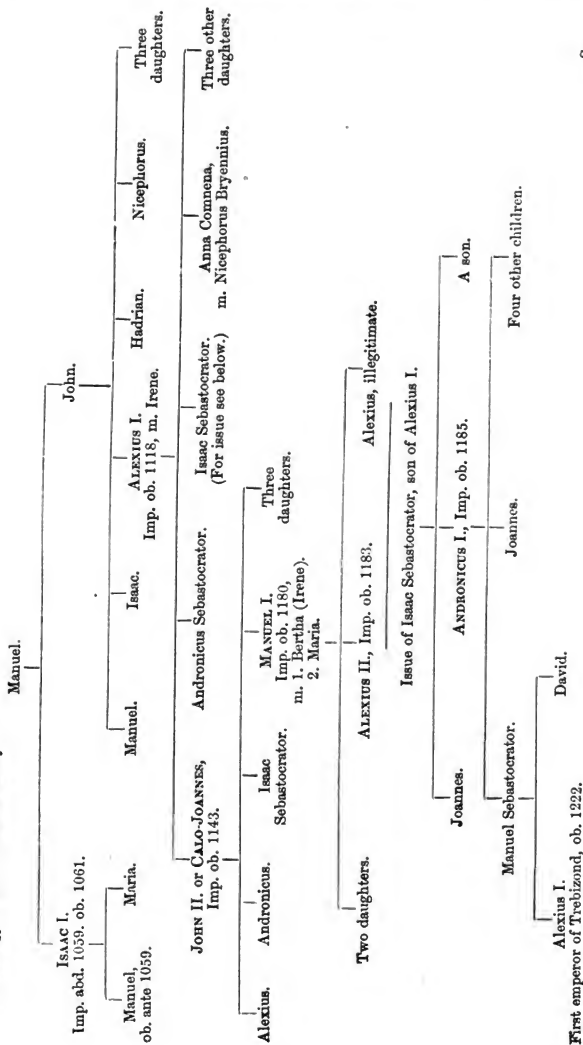 Manuel.
ISAAC I. John.
Imp. abd. 1059. ob. 1061.
Manuel, Maria. Manuel. Isaac. ALEXIUS I. Hadrian. Nicephorus. Three
ob. ante 1059. Imp. ob. 1118, m. Irene. daughters.
JOHN II. or CALO-JOANNES, Andronicus Sebastocrator. Isaac Sebastocrator. Anna Comnena, Three other
Imp. ob. 1143. (For issue see below.) m. Nicephorus Bryennius. daughters.
Alexius. Andronicus. Isaac MANUEL I. Three
Sebastocrator. Imp. ob. 1180, daughters.
m. 1. Bertha (Irene).
2. Maria.
Two daughters. ALEXIUS II., Imp. ob. 1183. Alexius, illegitimate.
Issue of Isaac Sebastocrator, son of Alexius I.
Joannes. ANDRONICUS I., Imp. ob. 1185. A son.
Manuel Sebastocrator. Joannes. Four other children.
Alexius I. David.
First emperor of Trebizond, ob. 1222.